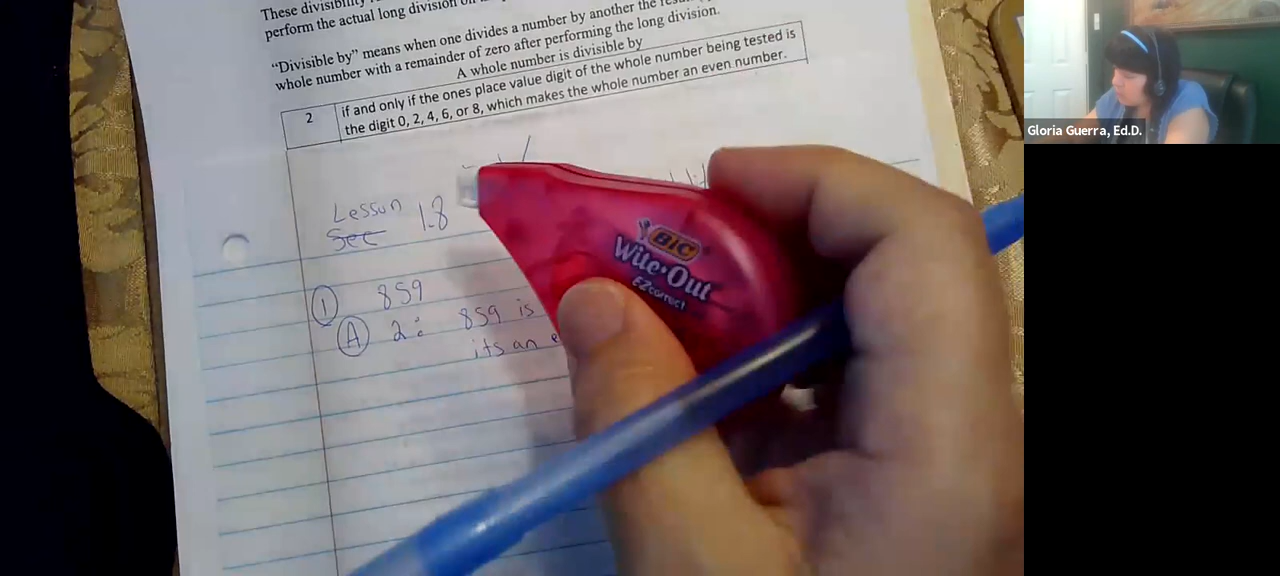 These divisibility
perform the actual long division on
“Divisible by” means when one divides a number by another the
whole number with a remainder of zero after performing the long division.
A whole number is divisible by
2 if and only if the ones place value digit of the whole number being tested is
the digit 0, 2, 4, 6, or 8, which makes the whole number an even number.
Lesson
Sec 1.8
1 859
A 2: 859 is
its an e
BIC
Wite-Out
EZcorrect
Gloria Guerra, Ed.D.